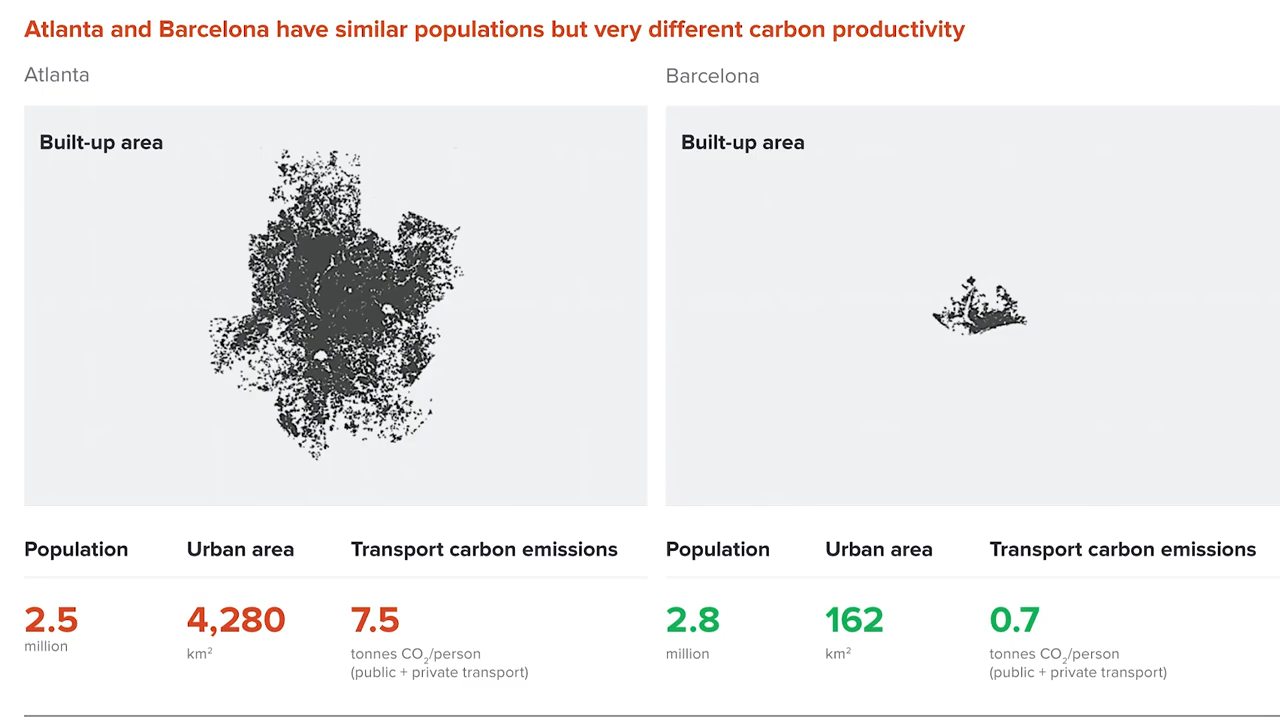 Atlanta and Barcelona have similar populations but very different carbon productivity
Atlanta
Barcelona
Built-up area
Built-up area
Population Urban area Transport carbon emissions
2.5 4,280 7.5
million km² tonnes CO₂/person
(public + private transport)
Population Urban area Transport carbon emissions
2.8 162 0.7
million km² tonnes CO₂/person
(public + private transport)